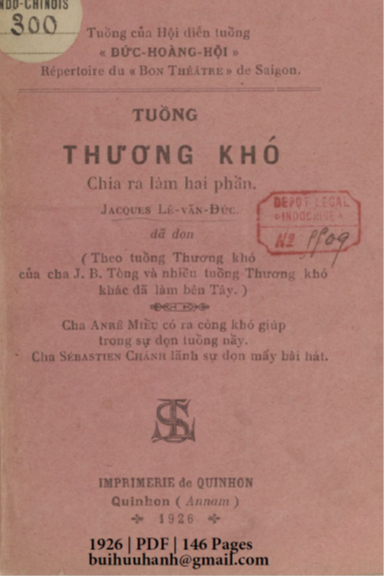 INDO-CHINOIS
300
Tuồng của Hội diễn tuồng
« ĐỨC-HOÀNG-HỘI »
Répertoire du « BON THÉÂTRE » de Saigon.
TUỒNG
THƯƠNG KHÓ
Chia ra làm hai phần.
JACQUES LÊ-VĂN-ĐỨC.
đã dọn
( Theo tuồng Thương khó
của cha J. B. Tòng và nhiều tuồng Thương khó
khác đã làm bên Tây. )
DEPOT LEGAL
INDOCHINE
Nº
Cha ANRÊ MIỀU có ra công khó giúp
trong sự dọn tuồng nầy.
Cha SÉBASTIEN CHÁNH lãnh sự dọn mấy bài hát.
IMPRIMERIE de QUINHON
Quinhon ( Annam )
1926
1926 | PDF | 146 Pages
buihuuhanh@gmail.com